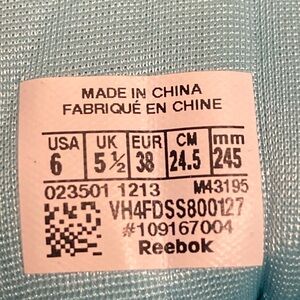 MADE IN CHINA
FABRIQUÉ EN CHINE
USA UK EUR CM mm
6 5½ 38 24.5 245
023501 1213 M43195
VH4FDSS800127
#109167004
Reebok